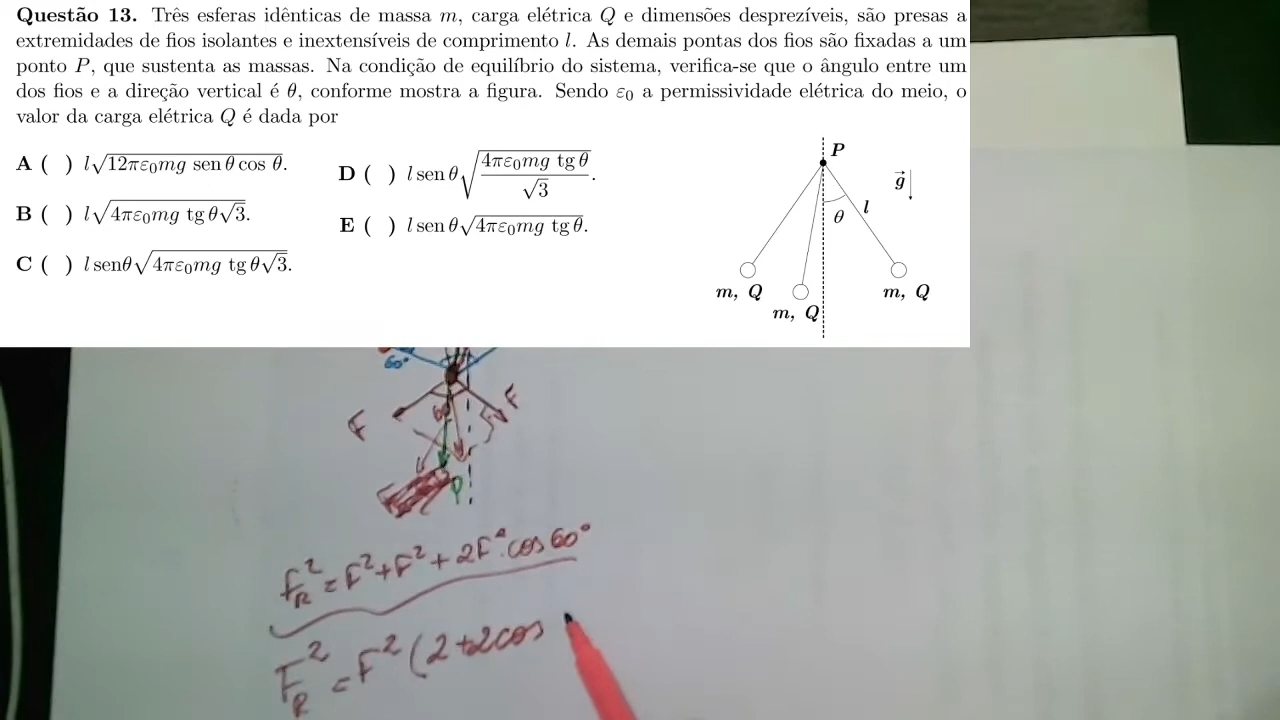 Questão 13. Três esferas idênticas de massa m, carga elétrica Q e dimensões desprezíveis, são presas a
extremidades de fios isolantes e inextensíveis de comprimento l. As demais pontas dos fios são fixadas a um
ponto P, que sustenta as massas. Na condição de equilíbrio do sistema, verifica-se que o ângulo entre um
dos fios e a direção vertical é θ, conforme mostra a figura. Sendo ε₀ a permissividade elétrica do meio, o
valor da carga elétrica Q é dada por
A ( ) l√(12πε₀mg sen θ cos θ).
B ( ) l√(4πε₀mg tg θ√3).
C ( ) l senθ√(4πε₀mg tg θ√3).
D ( ) l sen θ√(4πε₀mg tg θ/√3).
E ( ) l sen θ√(4πε₀mg tg θ).
P
g⃗
θ l
m, Q
m, Q
m, Q
60°
F F
60
P
F_R² = F² + F² + 2F² · cos 60°
F_R² = F² (2+2cos